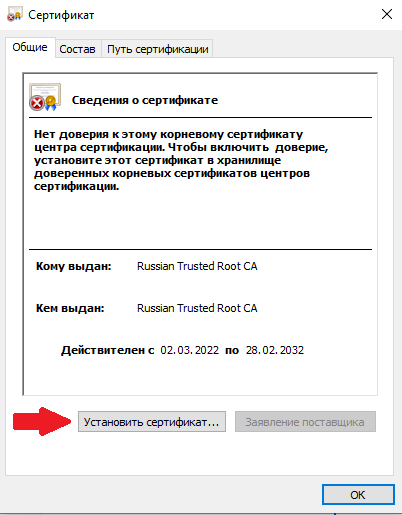 Сертификат
Общие Состав Путь сертификации
Сведения о сертификате
Нет доверия к этому корневому сертификату
центра сертификации. Чтобы включить доверие,
установите этот сертификат в хранилище
доверенных корневых сертификатов центров
сертификации.
Кому выдан: Russian Trusted Root CA
Кем выдан: Russian Trusted Root CA
Действителен с 02.03.2022 по 28.02.2032
Установить сертификат... Заявление поставщика
ОК